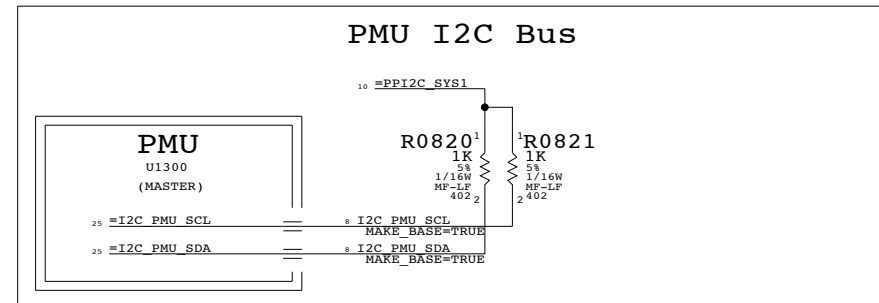 PMU I2C Bus
10 =PPI2C_SYS1
PMU
U1300
(MASTER)
R0820 1
1K
5%
1/16W
MF-LF
402 2
1 R0821
1K
5%
1/16W
MF-LF
2 402
25 =I2C_PMU_SCL
8 I2C_PMU_SCL
MAKE_BASE=TRUE
25 =I2C_PMU_SDA
8 I2C_PMU_SDA
MAKE_BASE=TRUE